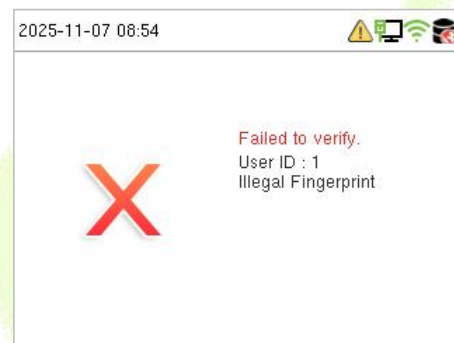 2025-11-07 08:54
Failed to verify.
User ID : 1
Illegal Fingerprint